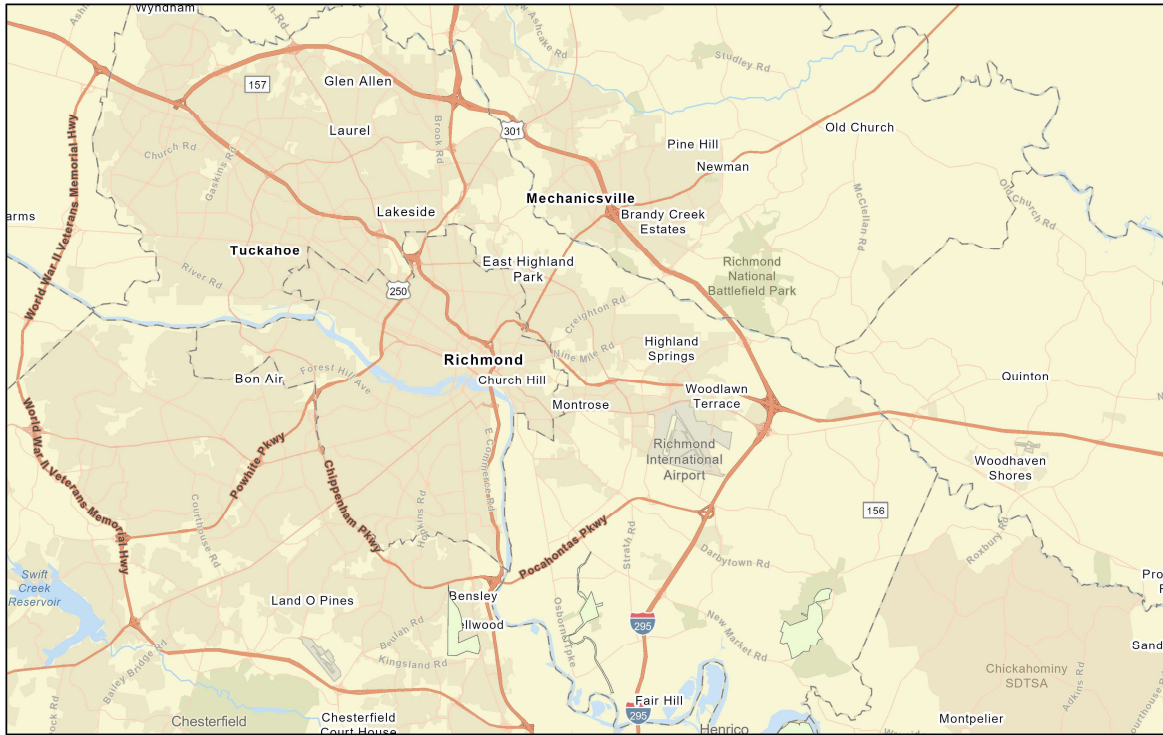 Wyndham
Ashcake Rd
Studley Rd
Glen Allen
157
Laurel
Brook Rd
301
Old Church
Pine Hill
Newman
Church Rd
Gaskins Rd
World War II Veterans Memorial Hwy
McClellan Rd
Old Church Rd
Mechanicsville
Lakeside
Brandy Creek
Estates
arms
Tuckahoe
East Highland
Park
River Rd
Richmond
National
Battlefield Park
250
Creighton Rd
Nine Mile Rd
Highland
Springs
Richmond
Church Hill
Bon Air
Forest Hill Ave
Quinton
Woodlawn
Terrace
Montrose
World War II Veterans Memorial Hwy
Powhite Pkwy
Chippenham Pkwy
E Commerce Rd
Richmond
International
Airport
Woodhaven
Shores
Courthouse Rd
Hopkins Rd
156
Pocahontas Pkwy
Strath Rd
Darbytown Rd
Roxbury Rd
Swift
Creek
Reservoir
Land O Pines
Bensley
ellwood
Osborne Tpke
295
New Market Rd
Beulah Rd
Kingsland Rd
Bailey Bridge Rd
Sand
Chickahominy
SDTSA
Adkins Rd
Fair Hill
295
Henrico
Montpelier
Chesterfield
Chesterfield
Court House